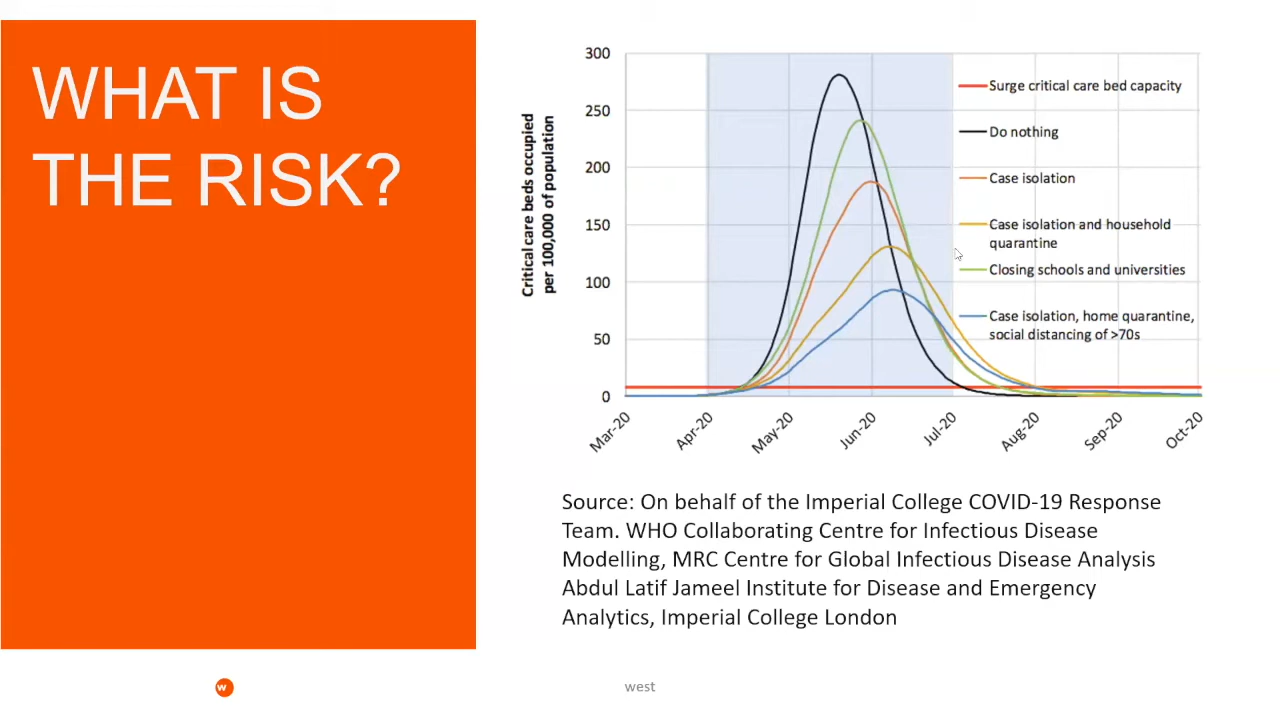 WHAT IS
THE RISK?
Critical care beds occupied
per 100,000 of population
300
250
200
150
100
50
0
Mar-20
Apr-20
May-20
Jun-20
Jul-20
Aug-20
Sep-20
Oct-20
Surge critical care bed capacity
Do nothing
Case isolation
Case isolation and household
quarantine
Closing schools and universities
Case isolation, home quarantine,
social distancing of >70s
Source: On behalf of the Imperial College COVID-19 Response
Team. WHO Collaborating Centre for Infectious Disease
Modelling, MRC Centre for Global Infectious Disease Analysis
Abdul Latif Jameel Institute for Disease and Emergency
Analytics, Imperial College London
w
west